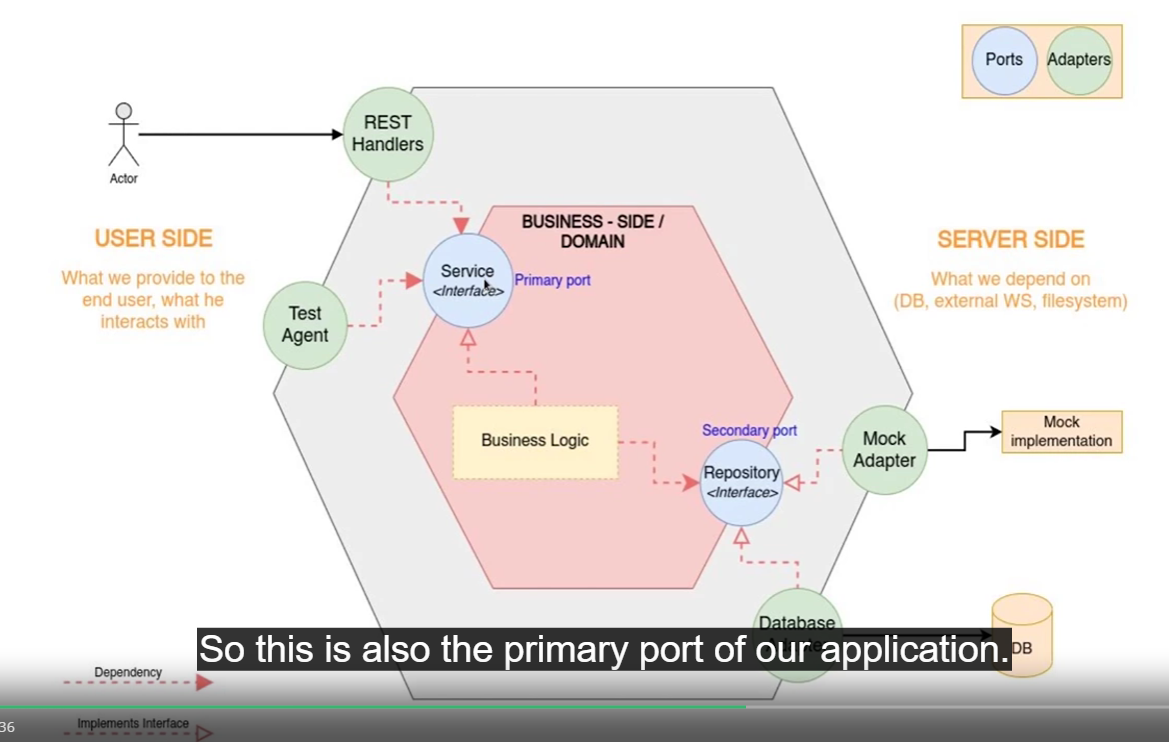 Ports
Adapters
REST
Handlers
Actor
USER SIDE
What we provide to the
end user, what he
interacts with
BUSINESS - SIDE /
DOMAIN
SERVER SIDE
What we depend on
(DB, external WS, filesystem)
Service
<Interface>
Primary port
Test
Agent
Business Logic
Secondary port
Repository
<Interface>
Mock
Adapter
Mock
implementation
Database
DB
So this is also the primary port of our application.
Dependency
Implements Interface
36